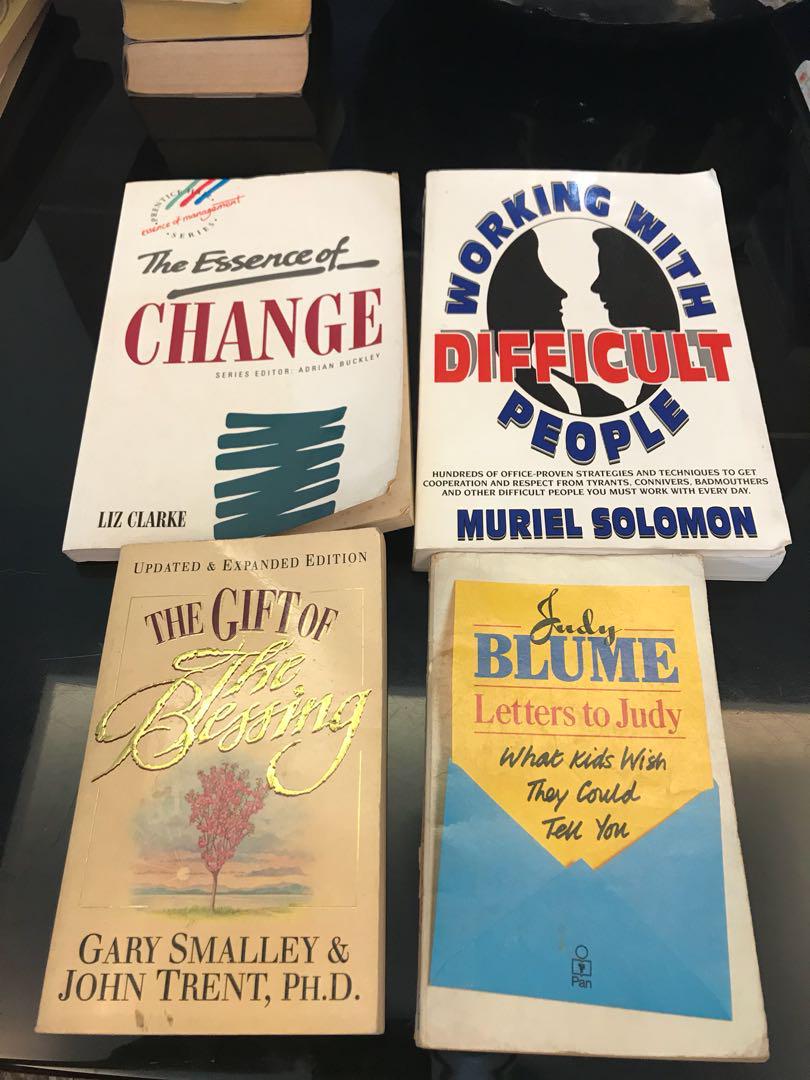 PRENTICE HALL
essence of management
• SERIES •
The Essence of
CHANGE
SERIES EDITOR: ADRIAN BUCKLEY
LIZ CLARKE
WORKING WITH
DIFFICULT
PEOPLE
HUNDREDS OF OFFICE-PROVEN STRATEGIES AND TECHNIQUES TO GET
COOPERATION AND RESPECT FROM TYRANTS, CONNIVERS, BADMOUTHERS
AND OTHER DIFFICULT PEOPLE YOU MUST WORK WITH EVERY DAY.
MURIEL SOLOMON
UPDATED & EXPANDED EDITION
THE GIFT OF
The
Blessing
GARY SMALLEY &
JOHN TRENT, PH.D.
Judy
BLUME
Letters to Judy
What Kids Wish
They Could
Tell You
Pan